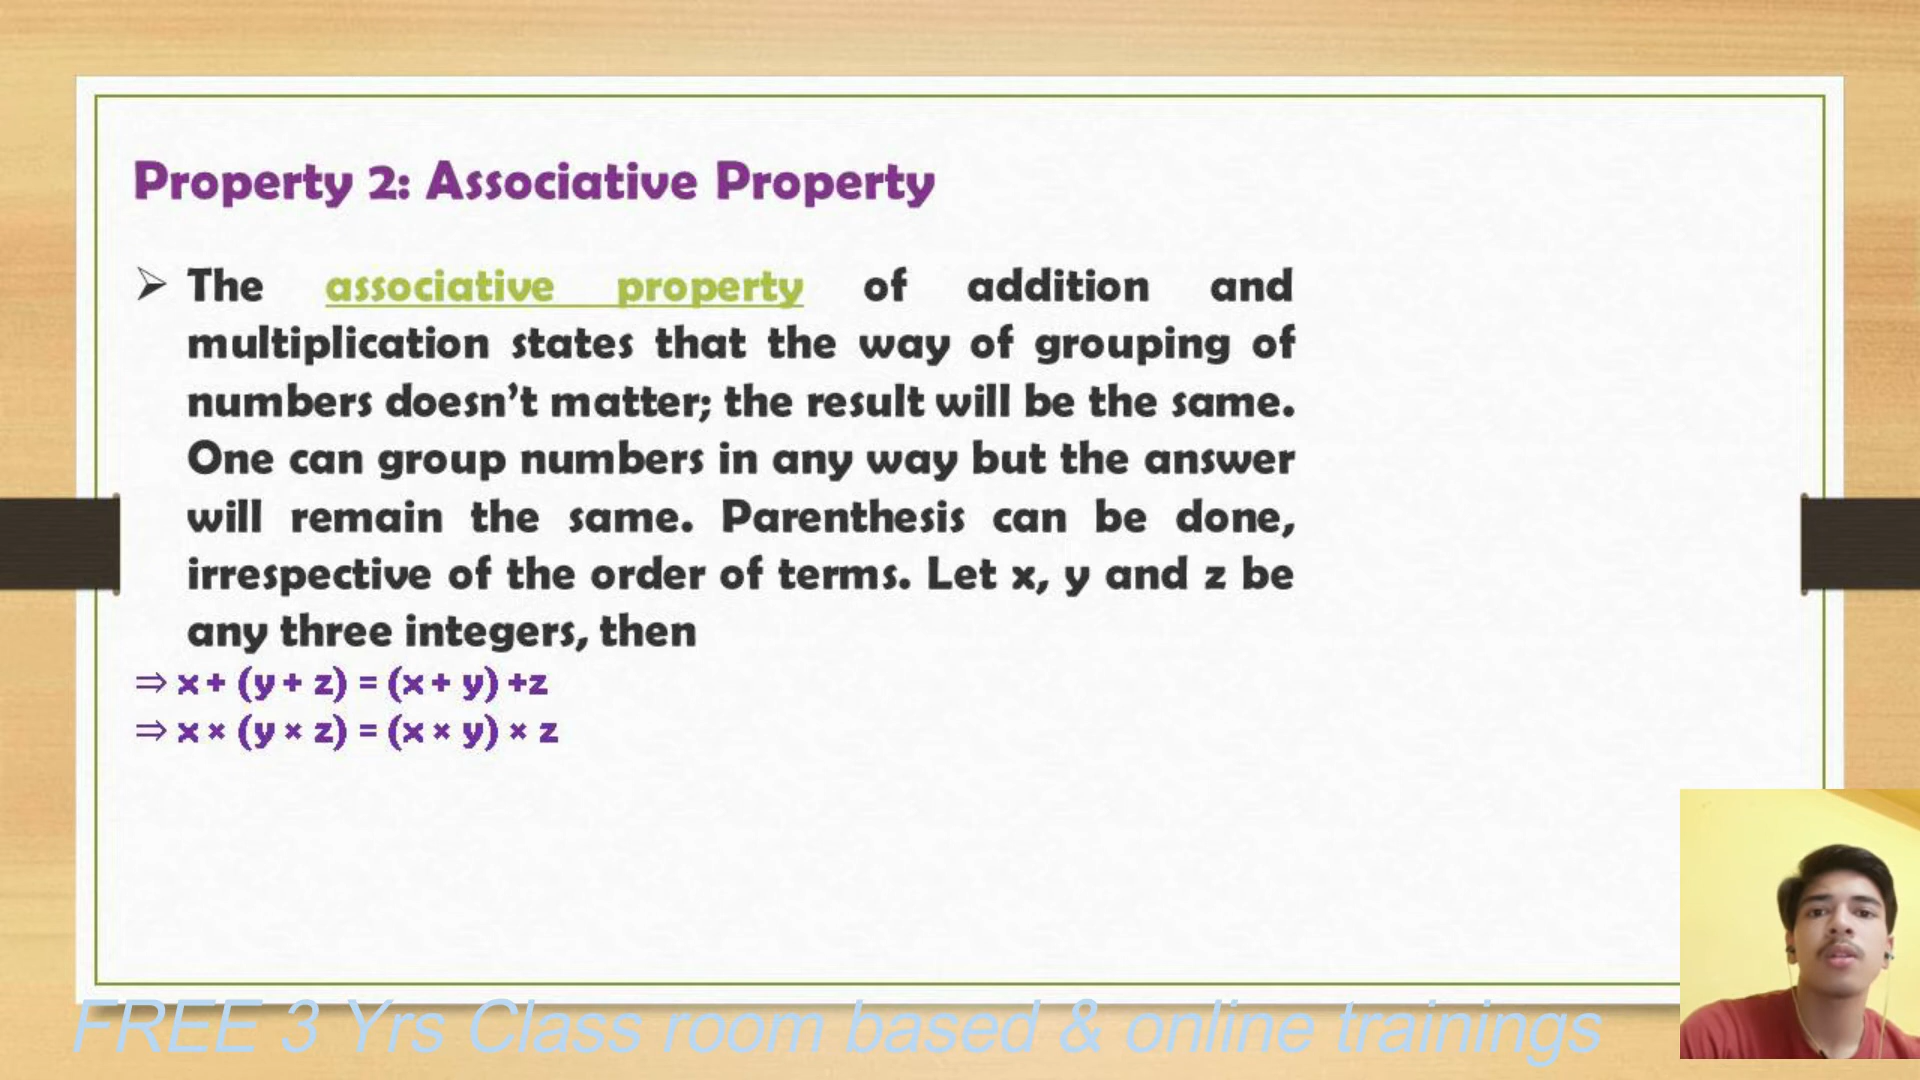 Property 2: Associative Property
➢ The associative property of addition and
multiplication states that the way of grouping of
numbers doesn’t matter; the result will be the same.
One can group numbers in any way but the answer
will remain the same. Parenthesis can be done,
irrespective of the order of terms. Let x, y and z be
any three integers, then
⇒ x + (y + z) = (x + y) +z
⇒ x × (y × z) = (x × y) × z
FREE 3 Yrs Class room based & online trainings